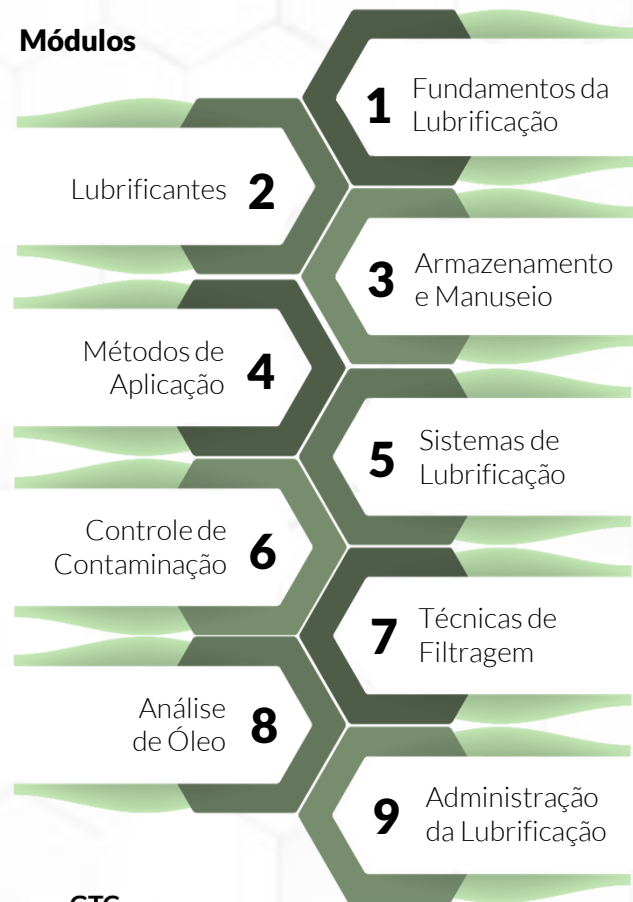 Módulos
1
Fundamentos da
Lubrificação
Lubrificantes
2
3
Armazenamento
e Manuseio
Métodos de
Aplicação
4
5
Sistemas de
Lubrificação
Controle de
Contaminação
6
7
Técnicas de
Filtragem
Análise
de Óleo
8
9
Administração
da Lubrificação